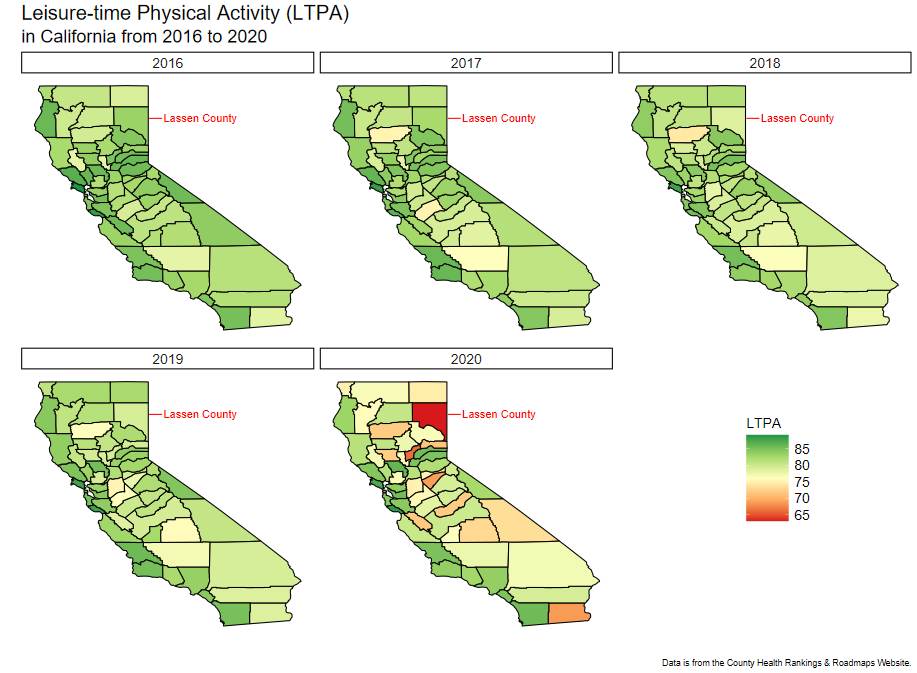 Leisure-time Physical Activity (LTPA)
in California from 2016 to 2020
2016
2017
2018
Lassen County
Lassen County
Lassen County
2019
2020
Lassen County
Lassen County
LTPA
85
80
75
70
65
Data is from the County Health Rankings & Roadmaps Website.